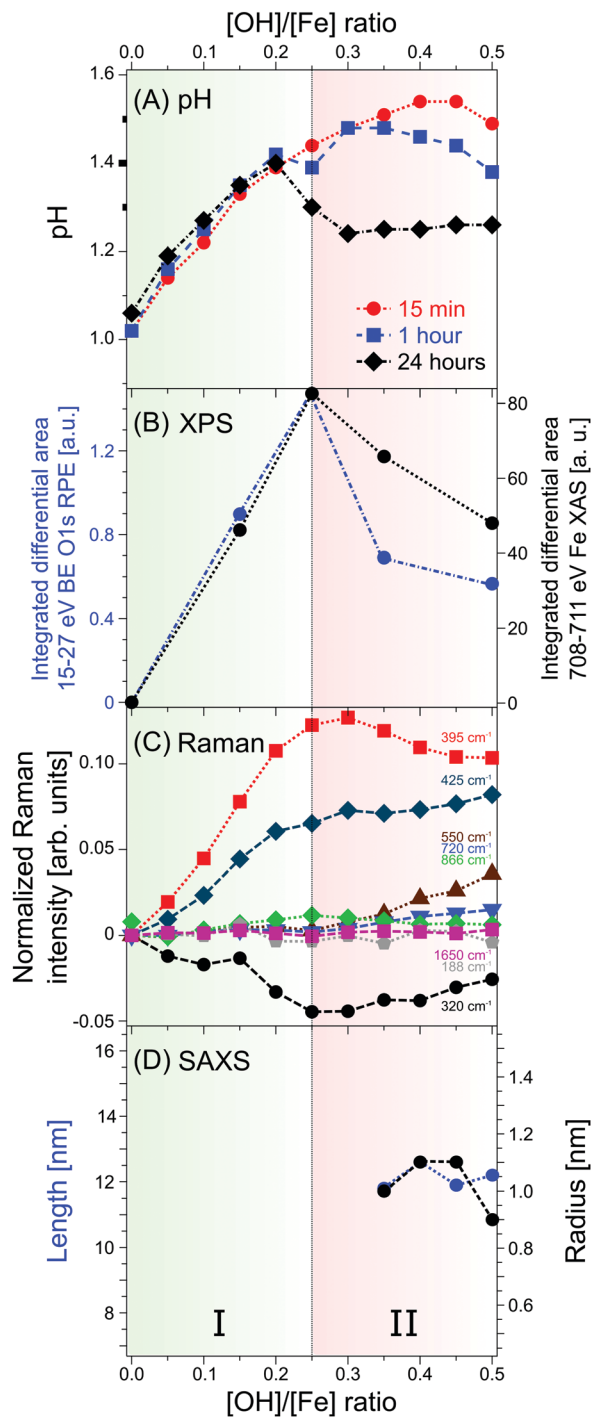 [OH]/[Fe] ratio
0.0 0.1 0.2 0.3 0.4 0.5
(A) pH
1.6
1.4
1.2
1.0
pH
15 min
1 hour
24 hours
(B) XPS
Integrated differential area
15-27 eV BE O1s RPE [a.u.]
1.2
0.8
0.4
0
80
60
40
20
0
Integrated differential area
708-711 eV Fe XAS [a. u.]
(C) Raman
Normalized Raman
intensity [arb. units]
0.10
0.05
0
-0.05
395 cm⁻¹
425 cm⁻¹
550 cm⁻¹
720 cm⁻¹
866 cm⁻¹
1650 cm⁻¹
188 cm⁻¹
320 cm⁻¹
(D) SAXS
Length [nm]
16
14
12
10
8
1.4
1.2
1.0
0.8
0.6
Radius [nm]
I II
0.0 0.1 0.2 0.3 0.4 0.5
[OH]/[Fe] ratio